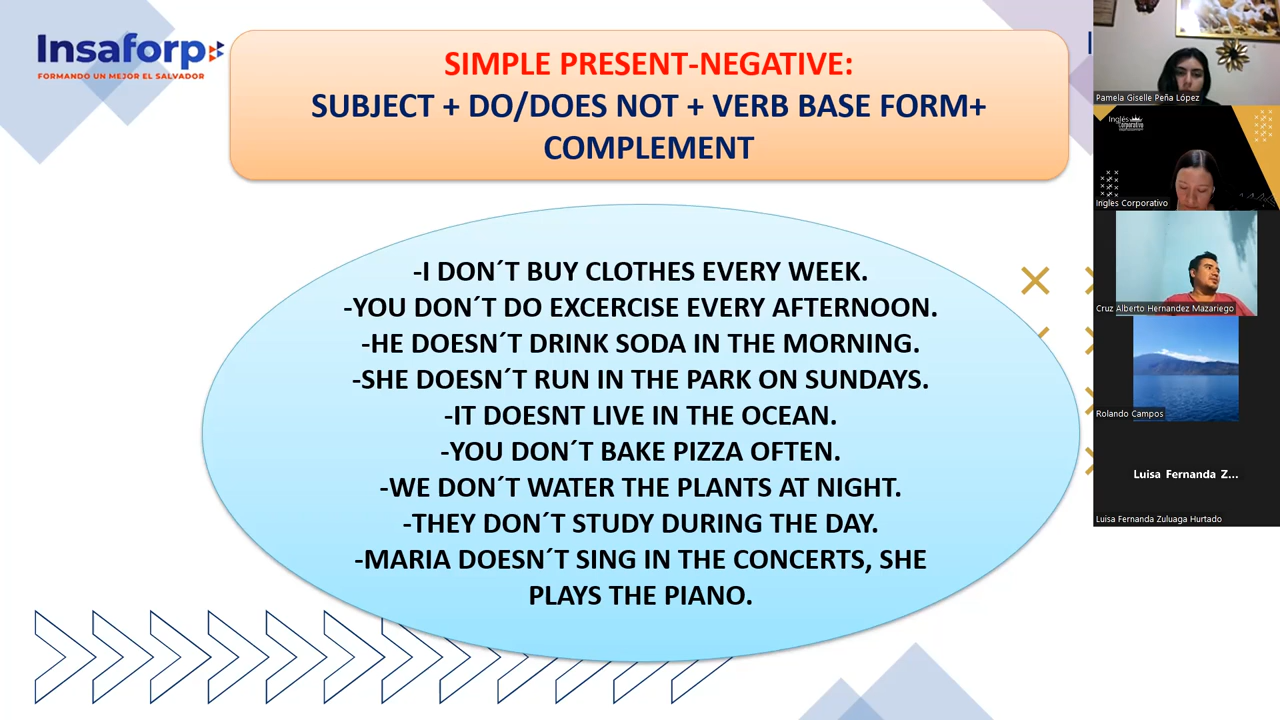 Insaforp
FORMANDO UN MEJOR EL SALVADOR
SIMPLE PRESENT-NEGATIVE:
SUBJECT + DO/DOES NOT + VERB BASE FORM+
COMPLEMENT
-I DON´T BUY CLOTHES EVERY WEEK.
-YOU DON´T DO EXCERCISE EVERY AFTERNOON.
-HE DOESN´T DRINK SODA IN THE MORNING.
-SHE DOESN´T RUN IN THE PARK ON SUNDAYS.
-IT DOESNT LIVE IN THE OCEAN.
-YOU DON´T BAKE PIZZA OFTEN.
-WE DON´T WATER THE PLANTS AT NIGHT.
-THEY DON´T STUDY DURING THE DAY.
-MARIA DOESN´T SING IN THE CONCERTS, SHE
PLAYS THE PIANO.
Pamela Giselle Peña López
Inglés
Corporativo
Ingles Corporativo
Cruz Alberto Hernandez Mazariego
Rolando Campos
Luisa Fernanda Z...
Luisa Fernanda Zuluaga Hurtado